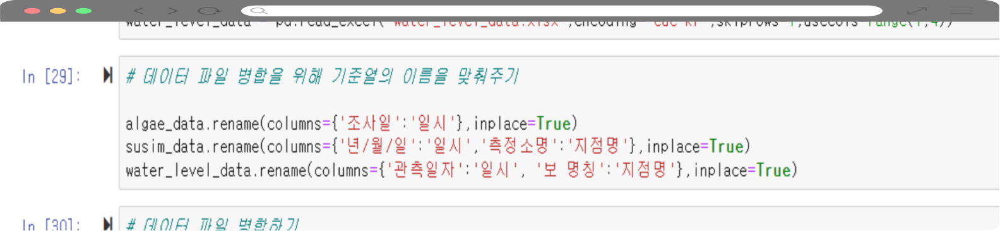 water_level_data = pd.read_excel("water_level_data.xlsx",encoding="euc-kr",skiprows=1,usecols=range(1,4))
In [29]:
# 데이터 파일 병합을 위해 기준열의 이름을 맞춰주기
algae_data.rename(columns={'조사일':'일시'},inplace=True)
susim_data.rename(columns={'년/월/일':'일시','측정소명':'지점명'},inplace=True)
water_level_data.rename(columns={'관측일자':'일시', '보 명칭':'지점명'},inplace=True)
In [30]:
# 데이터 파일 병합하기